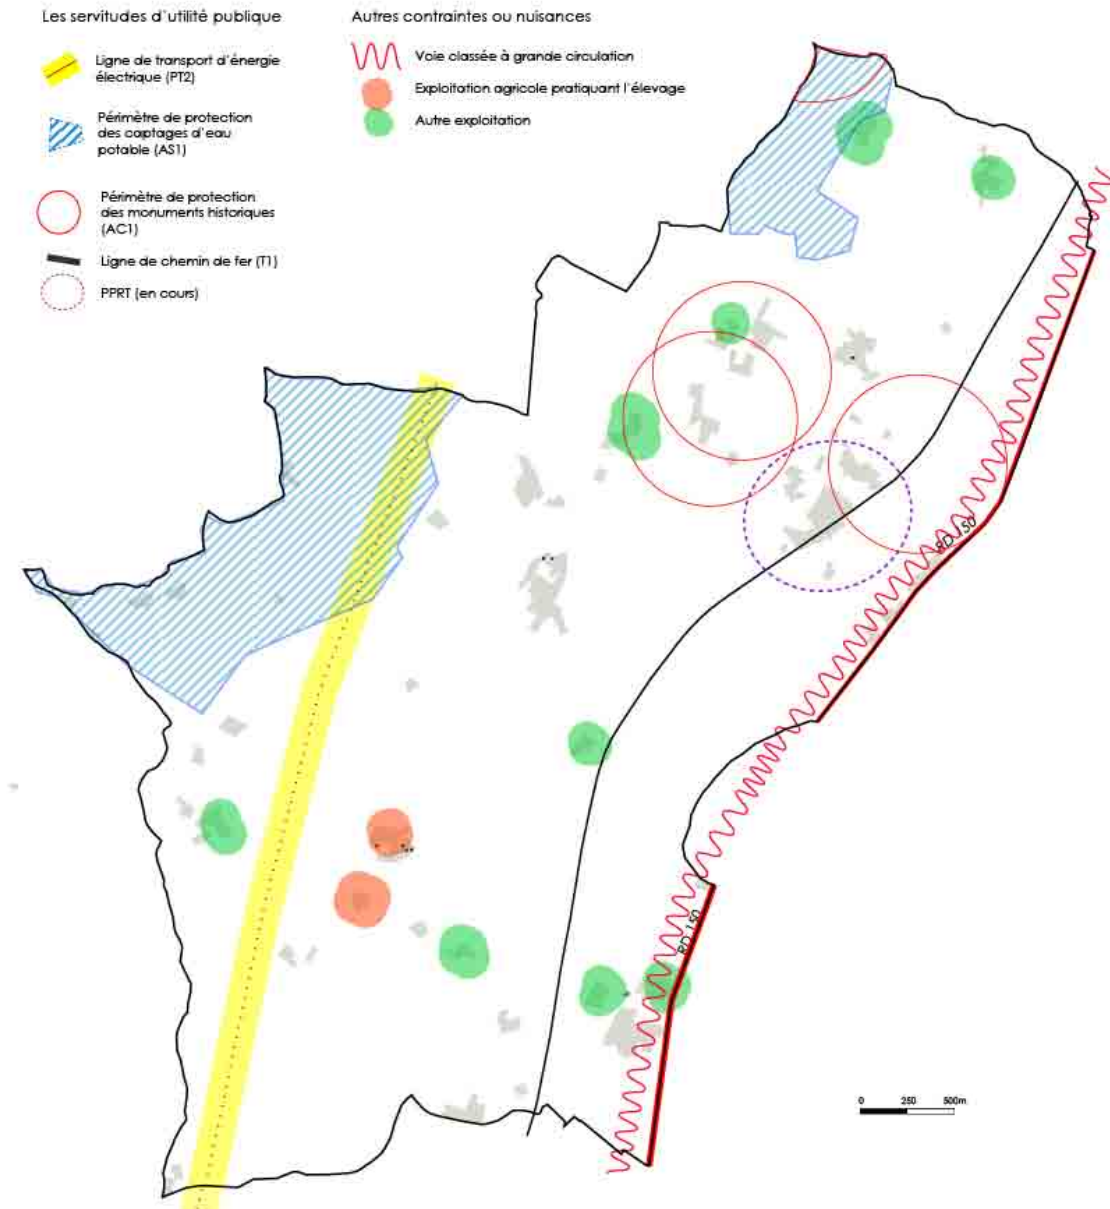 Les servitudes d'utilité publique
Ligne de transport d'énergie
électrique (PT2)
Périmètre de protection
des captages d'eau
potable (AS1)
Périmètre de protection
des monuments historiques
(AC1)
Ligne de chemin de fer (T1)
PPRT (en cours)
Autres contraintes ou nuisances
Voie classée à grande circulation
Exploitation agricole pratiquant l'élevage
Autre exploitation
RD 150
RD 150
0 250 500m